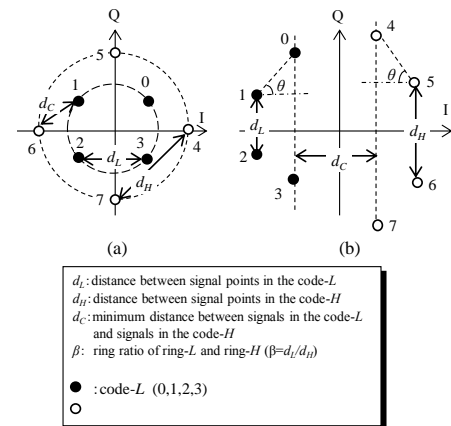 Q
Q
5
1
0
d_C
I
6
4
2
3
d_L
d_H
7
(a)
0
4
θ
θ
1
5
I
d_L
d_H
2
d_C
6
3
7
(b)
d_L: distance between signal points in the code-L
d_H: distance between signal points in the code-H
d_C: minimum distance between signals in the code-L
and signals in the code-H
β: ring ratio of ring-L and ring-H (β=d_L/d_H)
● : code-L (0,1,2,3)
○